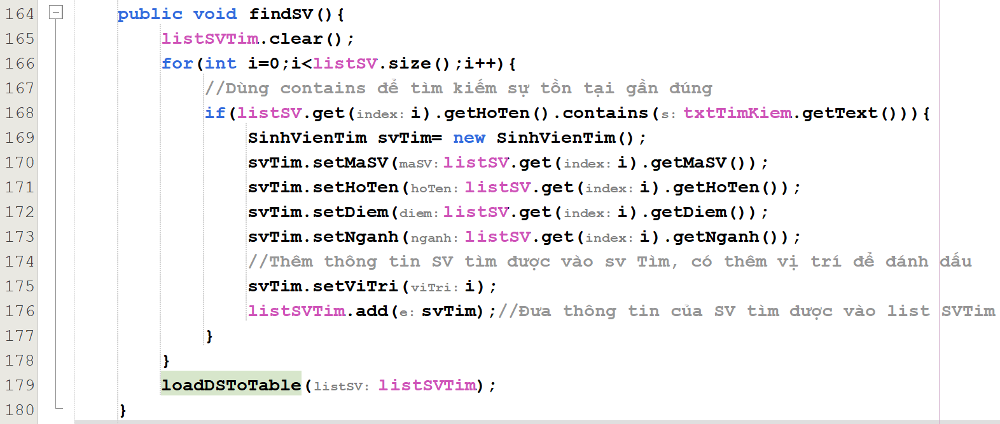 164 public void findSV(){
165 listSVTim.clear();
166 for(int i=0;i<listSV.size();i++){
167 //Dùng contains để tìm kiếm sự tồn tại gần đúng
168 if(listSV.get(index: i).getHoTen().contains(s: txtTimKiem.getText())){
169 SinhVienTim svTim= new SinhVienTim();
170 svTim.setMaSV(maSV: listSV.get(index: i).getMaSV());
171 svTim.setHoTen(hoTen: listSV.get(index: i).getHoTen());
172 svTim.setDiem(diem: listSV.get(index: i).getDiem());
173 svTim.setNganh(nganh: listSV.get(index: i).getNganh());
174 //Thêm thông tin SV tìm được vào sv Tìm, có thêm vị trí để đánh dấu
175 svTim.setViTri(viTri: i);
176 listSVTim.add(e: svTim);//Đưa thông tin của SV tìm được vào list SVTim
177 }
178 }
179 loadDSToTable(listSV: listSVTim);
180 }